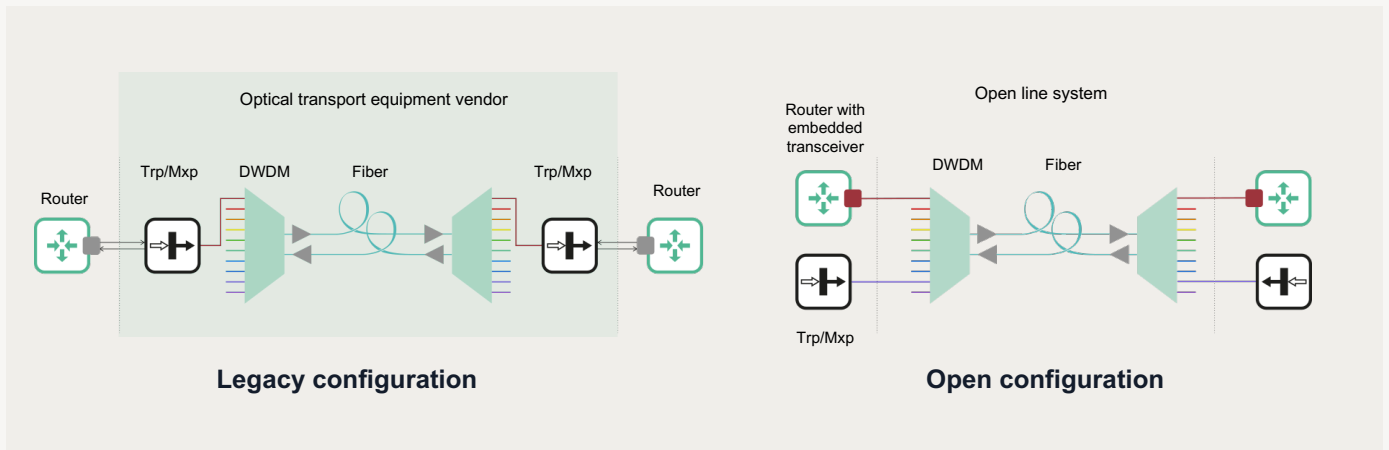 Optical transport equipment vendor
Trp/Mxp
DWDM
Fiber
Trp/Mxp
Router
Router
Legacy configuration
Open line system
Router with
embedded
transceiver
DWDM
Fiber
Trp/Mxp
Open configuration